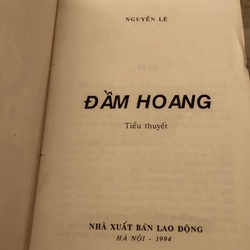 NGUYỄN LÊ
ĐẦM HOANG
Tiểu thuyết
NHÀ XUẤT BẢN LAO ĐỘNG
HÀ NỘI - 1994